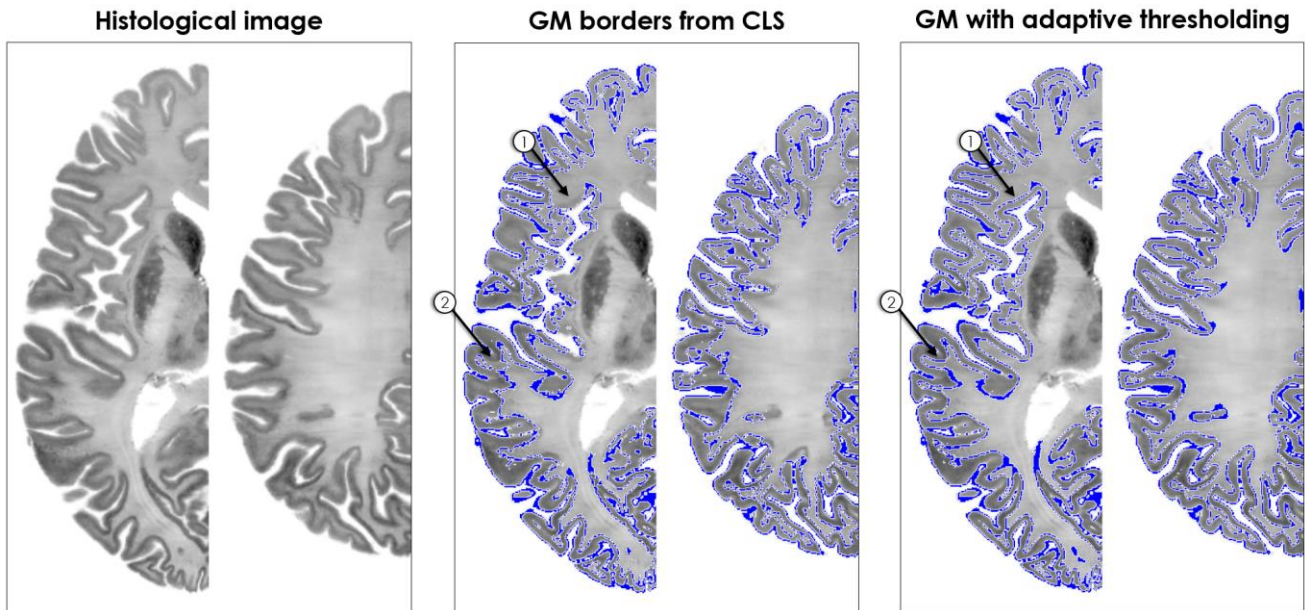 Histological image
GM borders from CLS
GM with adaptive thresholding
1
2
1
2